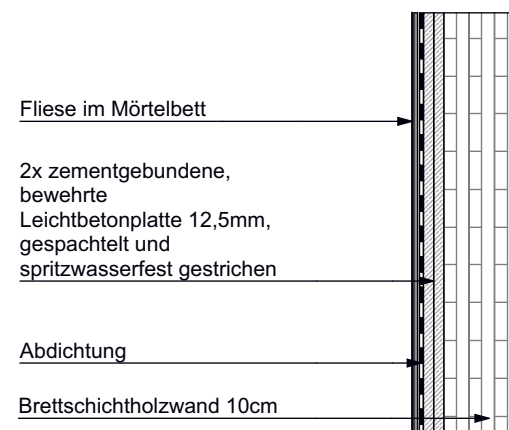 Fliese im Mörtelbett
2x zementgebundene,
bewehrte
Leichtbetonplatte 12,5mm,
gespachtelt und
spritzwasserfest gestrichen
Abdichtung
Brettschichtholzwand 10cm